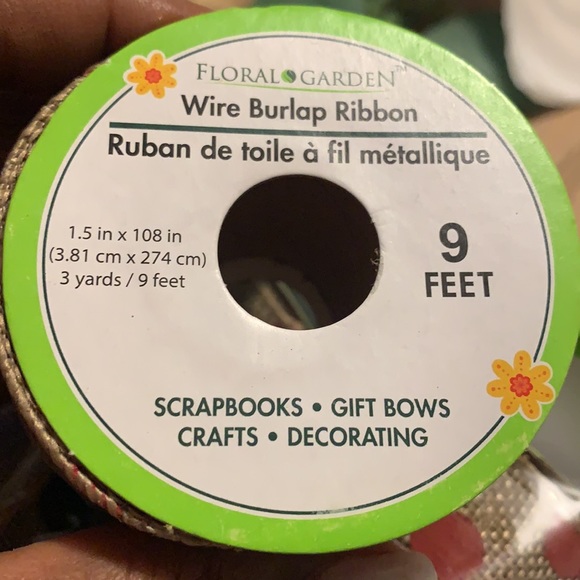 FLORAL GARDEN™
Wire Burlap Ribbon
Ruban de toile à fil métallique
1.5 in x 108 in
(3.81 cm x 274 cm)
3 yards / 9 feet
9
FEET
SCRAPBOOKS • GIFT BOWS
CRAFTS • DECORATING